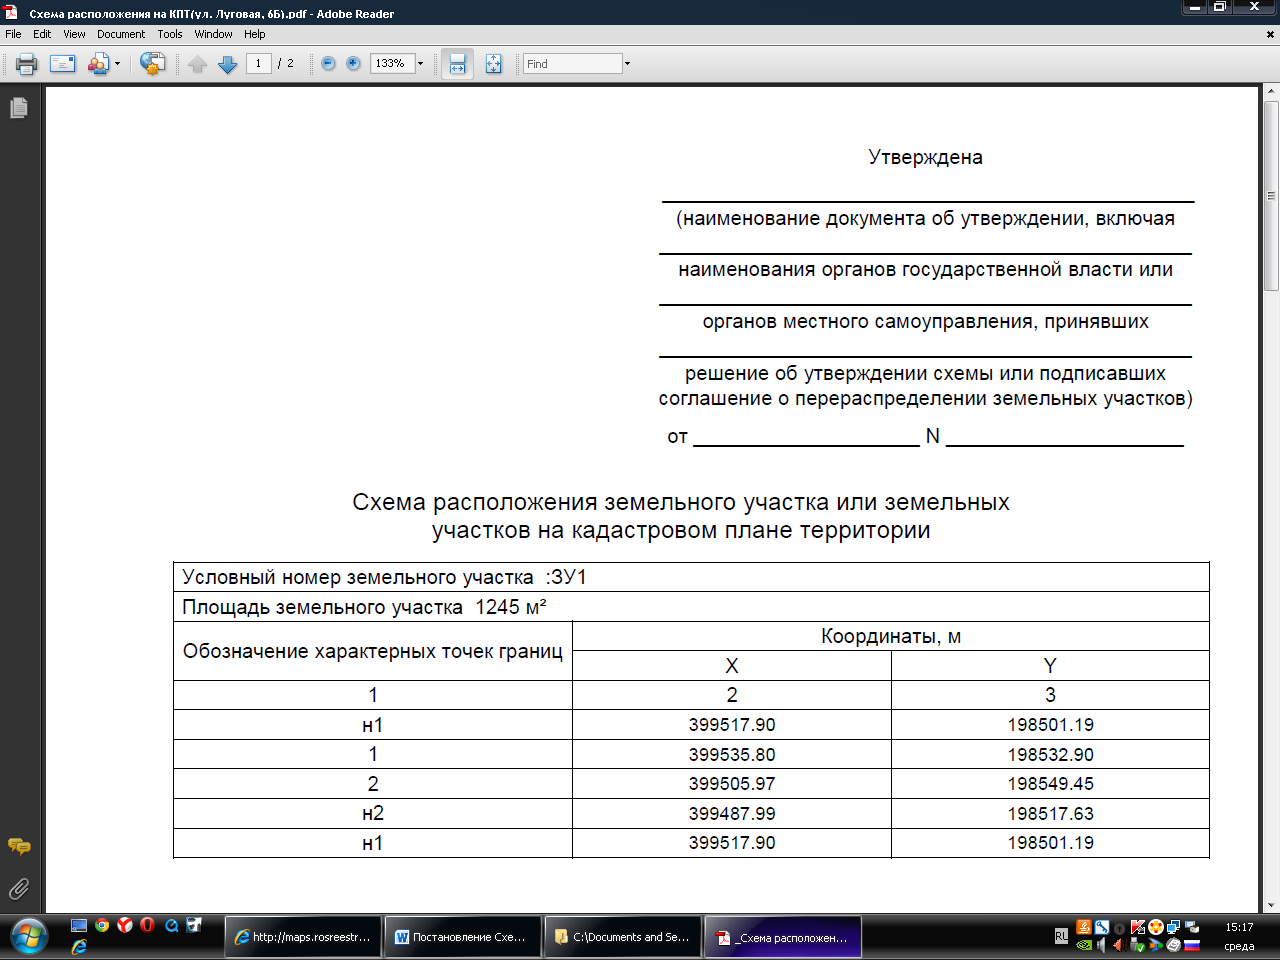 Схема расположения на КПТ(ул. Луговая, 6Б).pdf - Adobe Reader
File Edit View Document Tools Window Help
1 / 2 133% Find
Утверждена
(наименование документа об утверждении, включая
наименования органов государственной власти или
органов местного самоуправления, принявших
решение об утверждении схемы или подписавших
соглашение о перераспределении земельных участков)
от ____________________ N _____________________
Схема расположения земельного участка или земельных
участков на кадастровом плане территории
Условный номер земельного участка :ЗУ1
Площадь земельного участка 1245 м²
Обозначение характерных точек границ Координаты, м
X Y
1 2 3
н1 399517.90 198501.19
1 399535.80 198532.90
2 399505.97 198549.45
н2 399487.99 198517.63
н1 399517.90 198501.19
http://maps.rosreestr... Постановление Схе... C:\Documents and Se... _Схема расположен... RL 15:17
среда